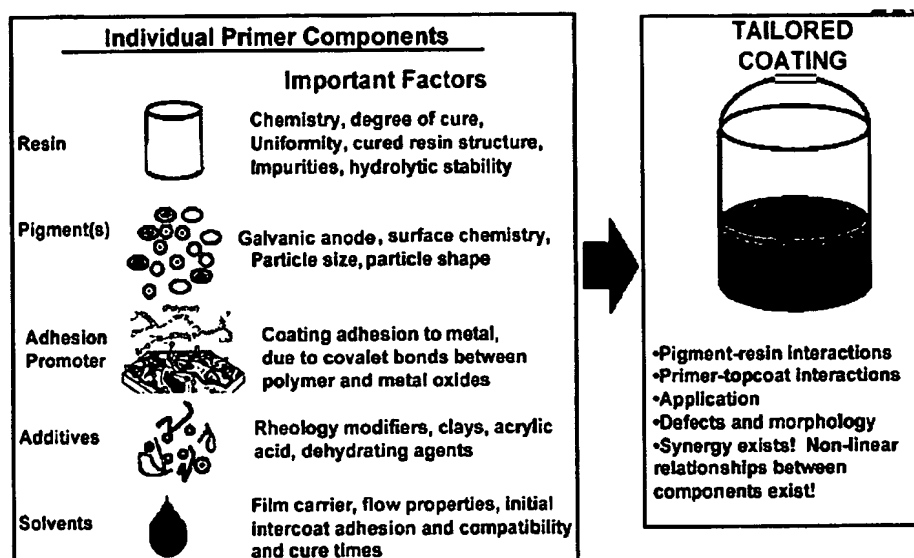 Individual Primer Components
Important Factors
Resin
Chemistry, degree of cure,
Uniformity, cured resin structure,
Impurities, hydrolytic stability
Pigment(s)
Galvanic anode, surface chemistry,
Particle size, particle shape
Adhesion
Promoter
(Polymer)
Coating adhesion to metal,
due to covalet bonds between
polymer and metal oxides
Additives
Rheology modifiers, clays, acrylic
acid, dehydrating agents
Solvents
Film carrier, flow properties, initial
intercoat adhesion and compatibility
and cure times
TAILORED
COATING
•Pigment-resin interactions
•Primer-topcoat interactions
•Application
•Defects and morphology
•Synergy exists! Non-linear
relationships between
components exist!